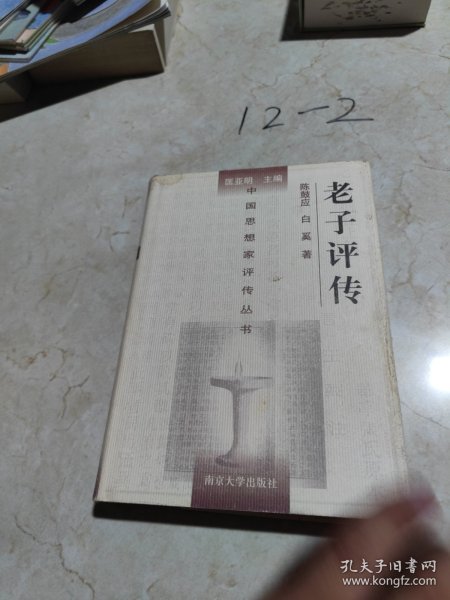 12-2
匡亚明 主编
老子评传
陈鼓应 白奚 著
中国思想家评传丛书
南京大学出版社
孔夫子旧书网
www.kongfz.com